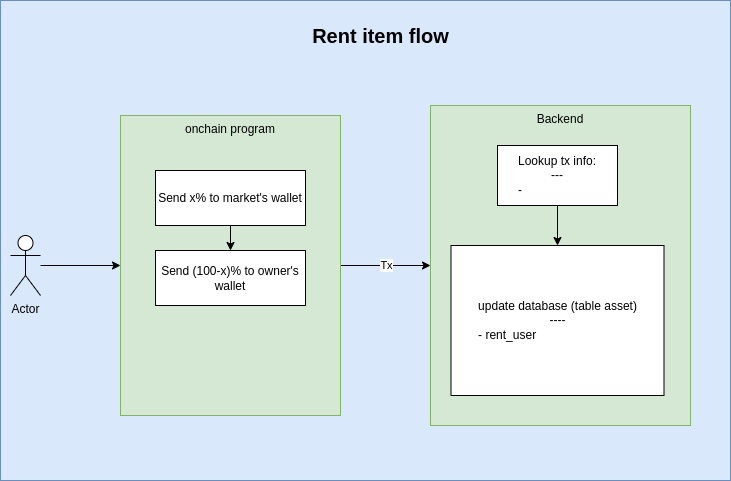 Rent item flow
onchain program
Send x% to market's wallet
Send (100-x)% to owner's
wallet
Actor
Tx
Backend
Lookup tx info:
---
-
update database (table asset)
----
- rent_user